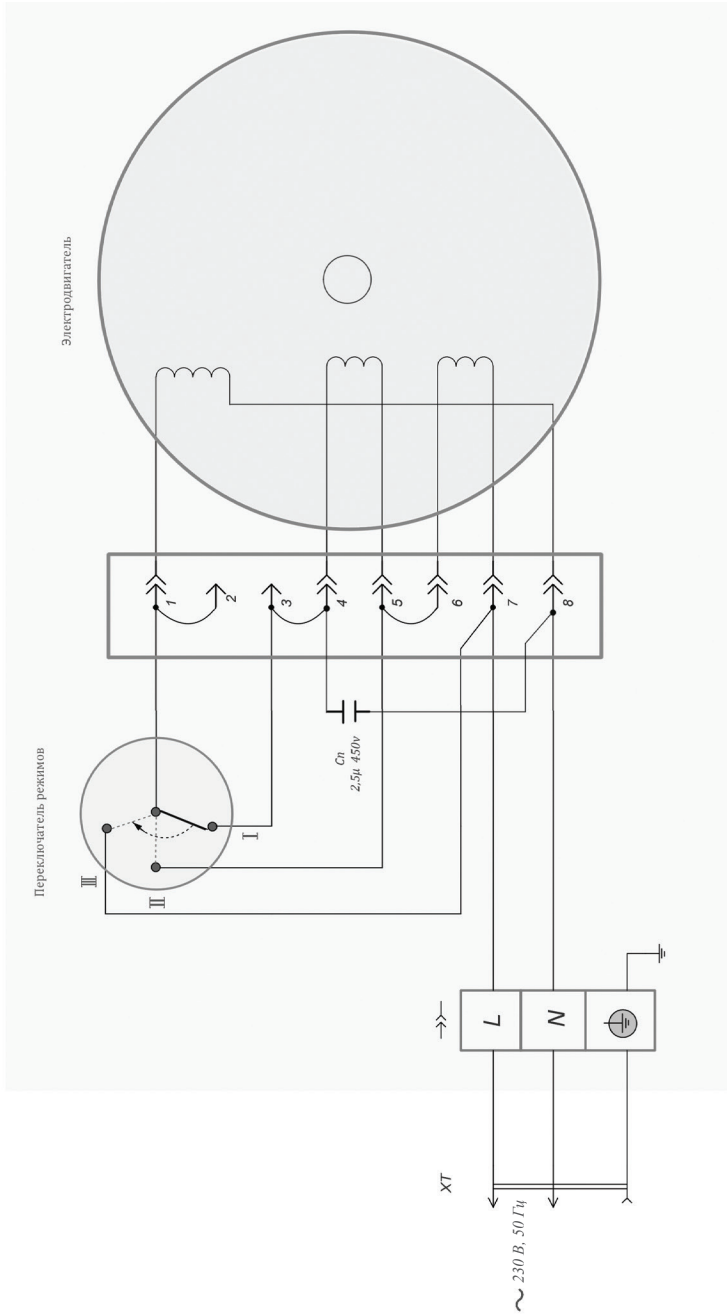 Электродвигатель
1
2
3
4
5
6
7
8
Cп
2,5μ 450v
Переключатель режимов
I
II
III
L
N
XT
~ 230 В, 50 Гц